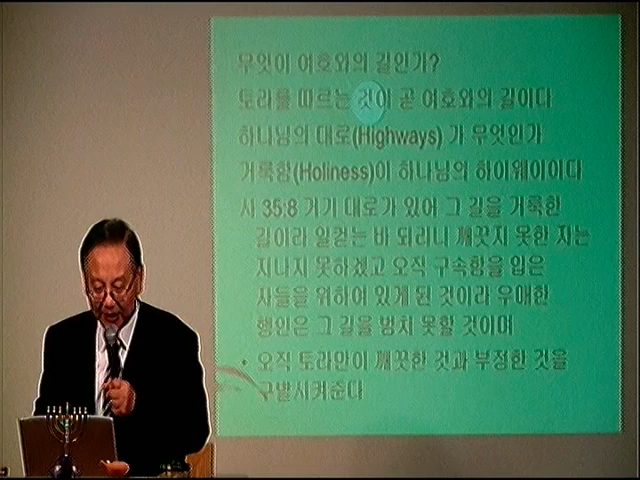 무엇이 여호와의 길인가?
토라를 따르는 것이 곧 여호와의 길이다
하나님의 대로(Highways) 가 무엇인가
거룩함(Holiness)이 하나님의 하이웨이이다
사 35:8 거기 대로가 있어 그 길을 거룩한
길이라 일컫는 바 되리니 깨끗지 못한 자는
지나지 못하겠고 오직 구속함을 입은
자들을 위하여 있게 된 것이라 우매한
행인은 그 길을 범치 못할 것이며
• 오직 토라만이 깨끗한 것과 부정한 것을
구발시켜준다